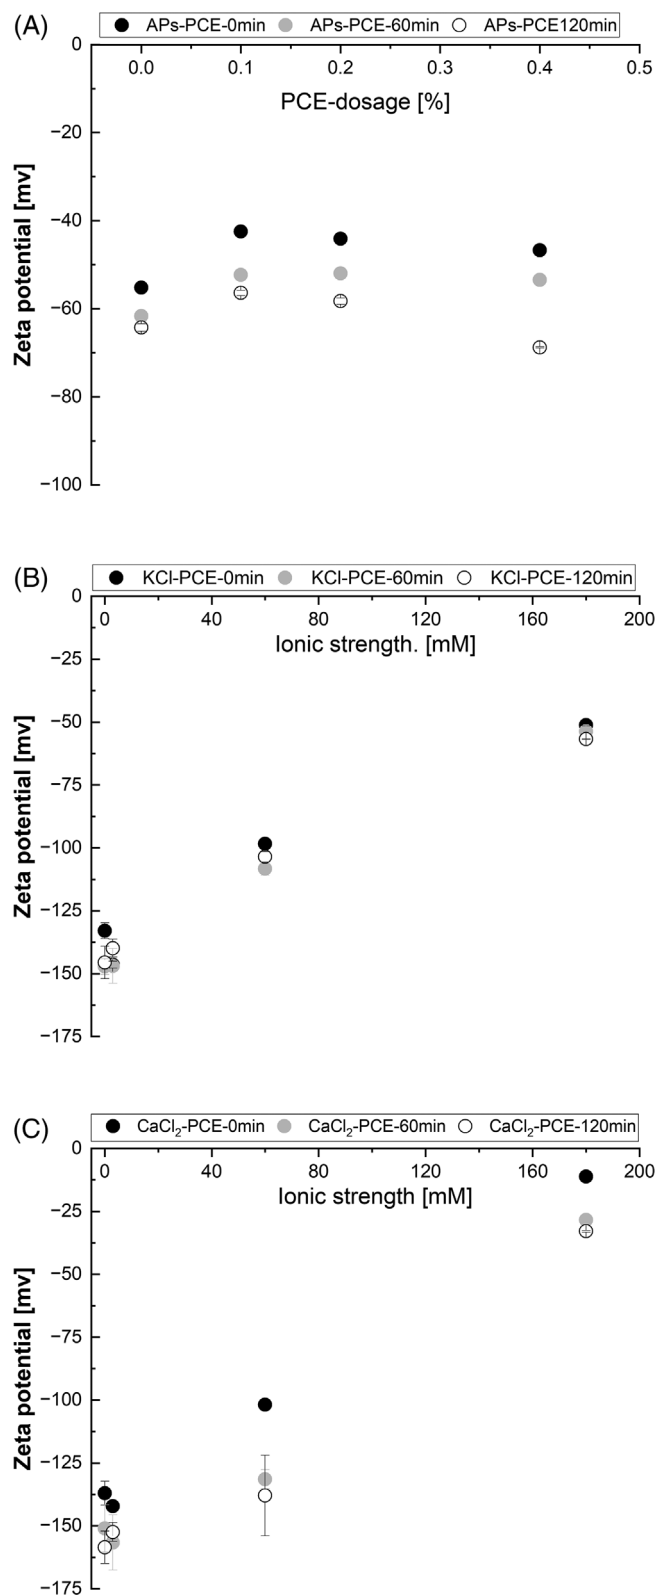 (A)
APs-PCE-0min APs-PCE-60min APs-PCE120min
0
0.0 0.1 0.2 0.3 0.4 0.5
PCE-dosage [%]
−20
−40
−60
−80
−100
Zeta potential [mv]
(B)
KCl-PCE-0min KCl-PCE-60min KCl-PCE-120min
0
0 40 80 120 160 200
Ionic strength. [mM]
−25
−50
−75
−100
−125
−150
−175
Zeta potential [mv]
(C)
CaCl₂-PCE-0min CaCl₂-PCE-60min CaCl₂-PCE-120min
0
0 40 80 120 160 200
Ionic strength [mM]
−25
−50
−75
−100
−125
−150
−175
Zeta potential [mv]